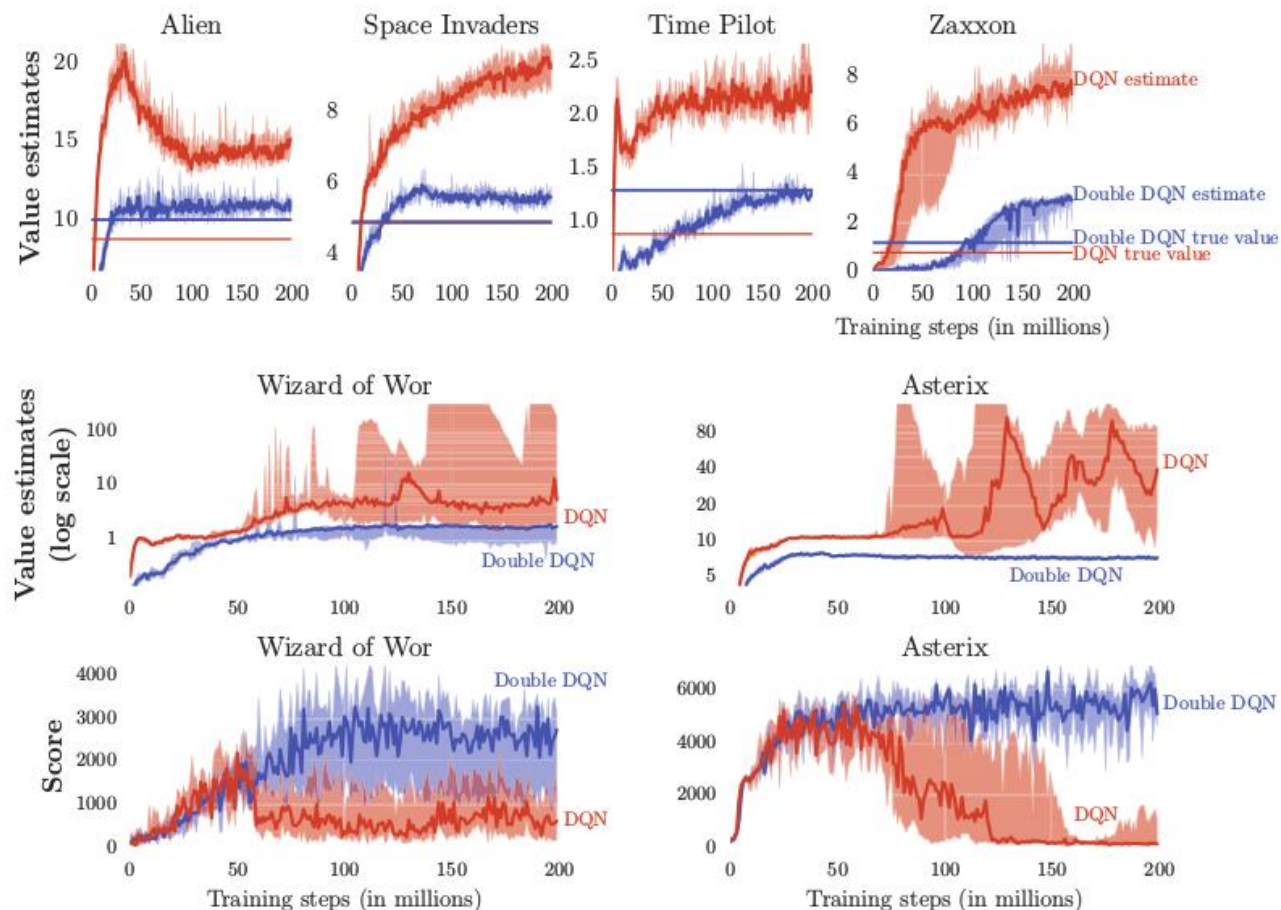 Alien
Space Invaders
Time Pilot
Zaxxon
Value estimates
20
15
10
0 50 100 150 200
8
6
4
0 50 100 150 200
2.5
2.0
1.5
1.0
0 50 100 150 200
8
6
4
2
0
0 50 100 150 200
DQN estimate
Double DQN estimate
Double DQN true value
DQN true value
Training steps (in millions)
Wizard of Wor
Asterix
Value estimates
(log scale)
100
10
1
0 50 100 150 200
DQN
Double DQN
80
40
20
10
5
0 50 100 150 200
DQN
Double DQN
Wizard of Wor
Asterix
Score
4000
3000
2000
1000
0
0 50 100 150 200
Double DQN
DQN
Training steps (in millions)
6000
4000
2000
0
0 50 100 150 200
Double DQN
DQN
Training steps (in millions)